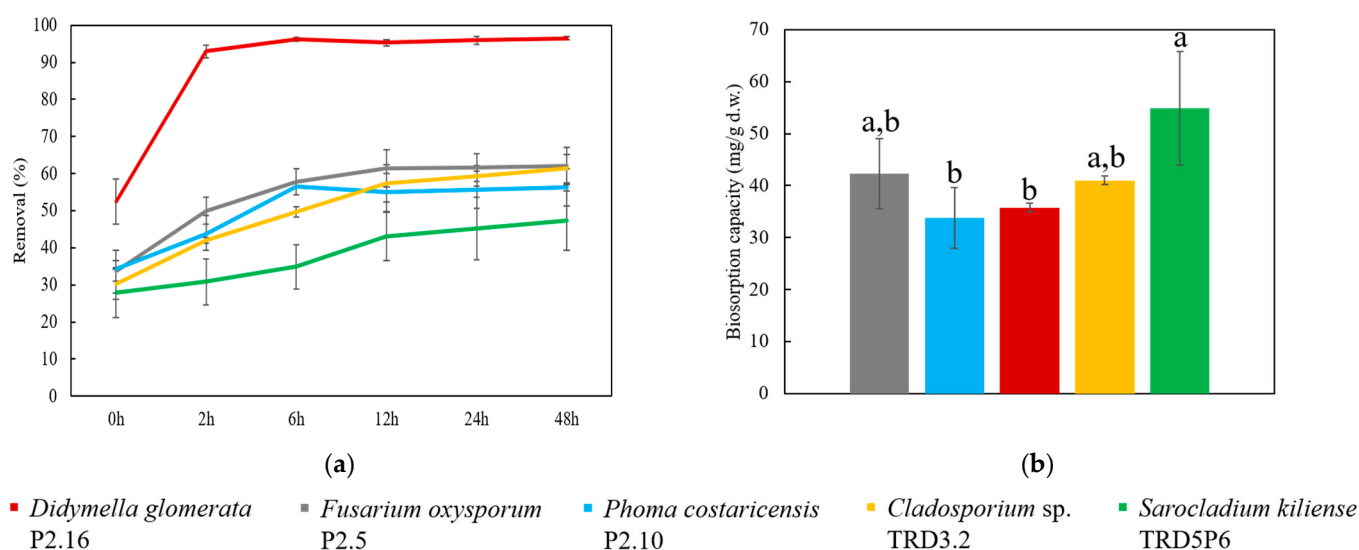 Removal (%)
100
90
80
70
60
50
40
30
20
10
0
0h 2h 6h 12h 24h 48h
(a)
Biosorption capacity (mg/g d.w.)
70
60
50
40
30
20
10
0
a,b
b
b
a,b
a
(b)
Didymella glomerata
P2.16
Fusarium oxysporum
P2.5
Phoma costaricensis
P2.10
Cladosporium sp.
TRD3.2
Sarocladium kiliense
TRD5P6